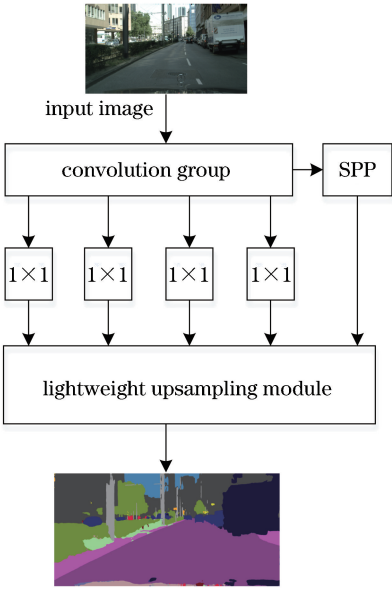 input image
convolution group
SPP
1×1
1×1
1×1
1×1
lightweight upsampling module